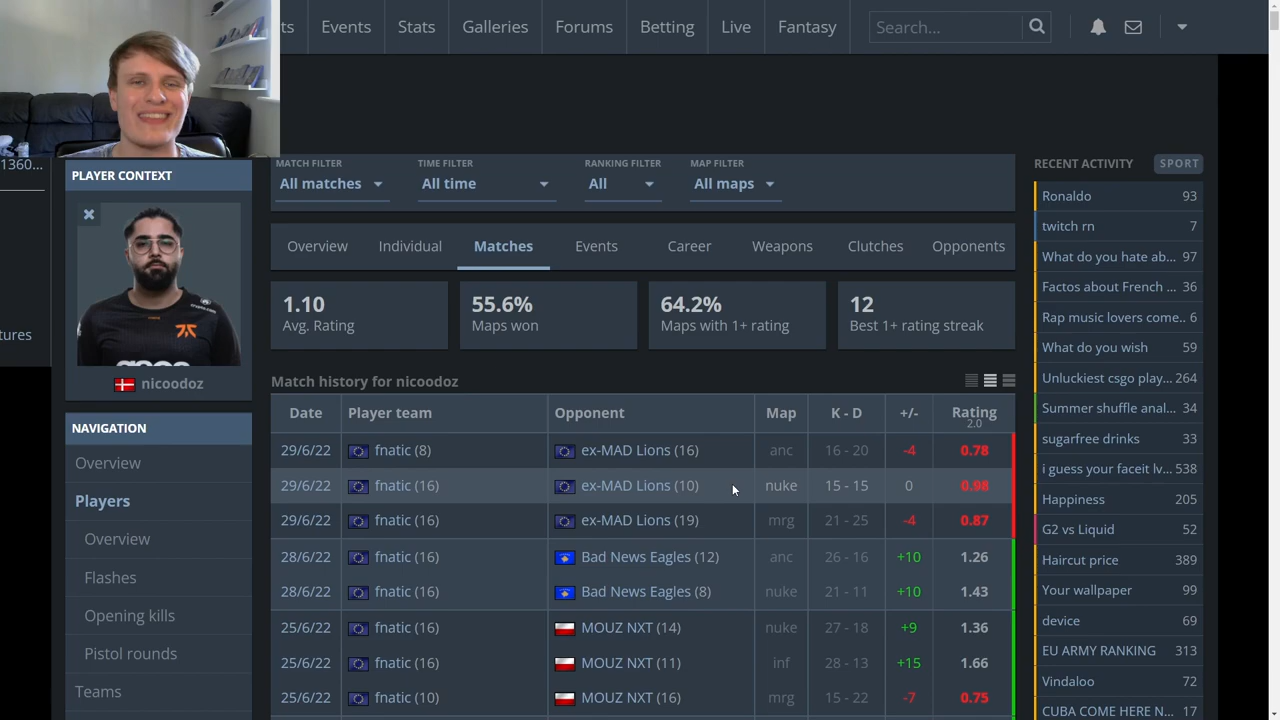 ts Events Stats Galleries Forums Betting Live Fantasy Search...
1360...
tures
PLAYER CONTEXT
nicoodoz
NAVIGATION
Overview
Players
Overview
Flashes
Opening kills
Pistol rounds
Teams
MATCH FILTER TIME FILTER RANKING FILTER MAP FILTER
All matches All time All All maps
Overview Individual Matches Events Career Weapons Clutches Opponents
1.10 55.6% 64.2% 12
Avg. Rating Maps won Maps with 1+ rating Best 1+ rating streak
Match history for nicoodoz
Date Player team Opponent Map K - D +/- Rating 2.0
29/6/22 fnatic (8) ex-MAD Lions (16) anc 16 - 20 -4 0.78
29/6/22 fnatic (16) ex-MAD Lions (10) nuke 15 - 15 0 0.98
29/6/22 fnatic (16) ex-MAD Lions (19) mrg 21 - 25 -4 0.87
28/6/22 fnatic (16) Bad News Eagles (12) anc 26 - 16 +10 1.26
28/6/22 fnatic (16) Bad News Eagles (8) nuke 21 - 11 +10 1.43
25/6/22 fnatic (16) MOUZ NXT (14) nuke 27 - 18 +9 1.36
25/6/22 fnatic (16) MOUZ NXT (11) inf 28 - 13 +15 1.66
25/6/22 fnatic (10) MOUZ NXT (16) mrg 15 - 22 -7 0.75
RECENT ACTIVITY SPORT
Ronaldo 93
twitch rn 7
What do you hate ab... 97
Factos about French ... 36
Rap music lovers come.. 6
What do you wish 59
Unluckiest csgo play... 264
Summer shuffle anal... 34
sugarfree drinks 33
i guess your faceit lv... 538
Happiness 205
G2 vs Liquid 52
Haircut price 389
Your wallpaper 99
device 69
EU ARMY RANKING 313
Vindaloo 72
CUBA COME HERE N... 17